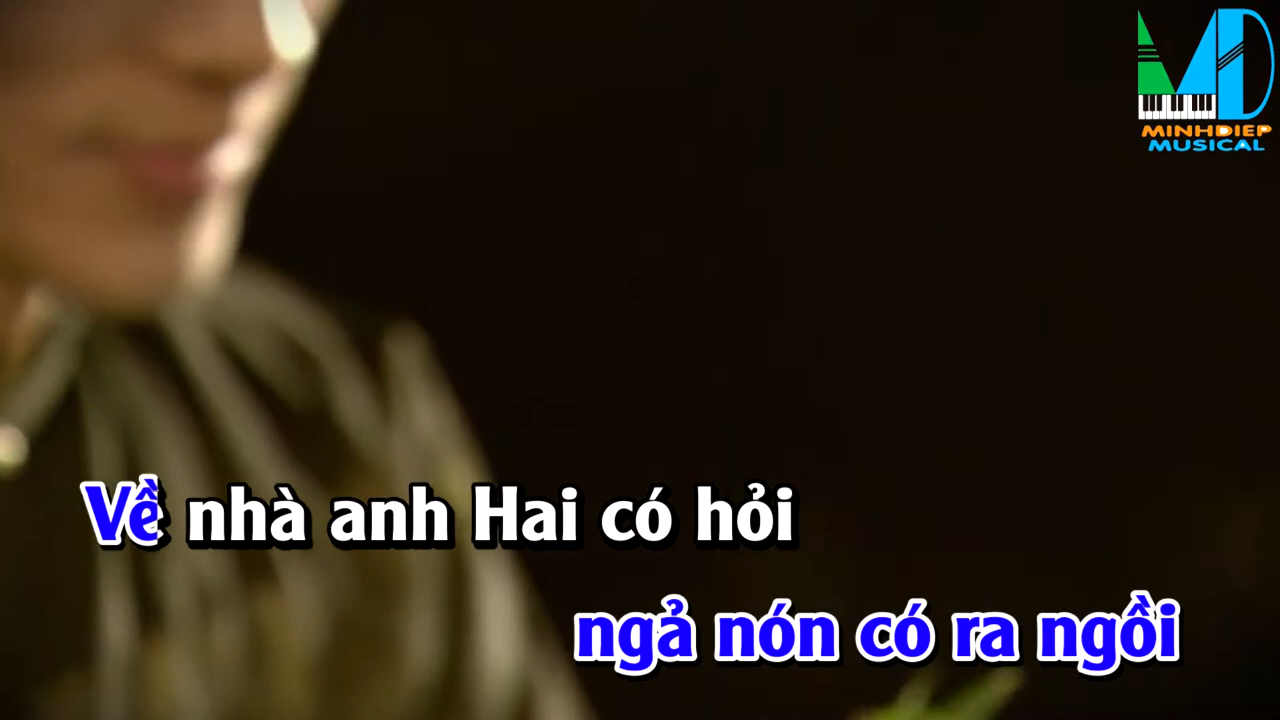 MINHDIEP
MUSICAL
Về nhà anh Hai có hỏi
ngả nón có ra ngồi